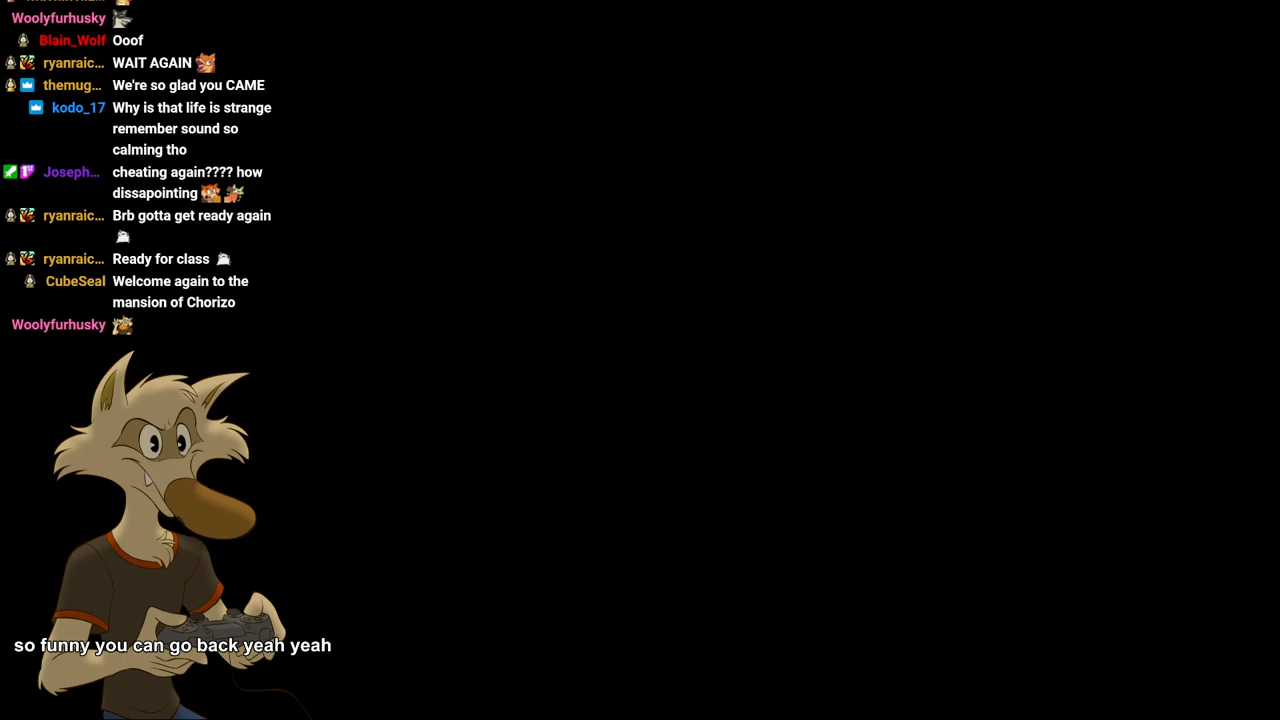 Woolyfurhusky
Blain_Wolf Ooof
ryanraic... WAIT AGAIN
themug... We're so glad you CAME
kodo_17 Why is that life is strange
remember sound so
calming tho
Joseph... cheating again???? how
dissapointing
ryanraic... Brb gotta get ready again
ryanraic... Ready for class
CubeSeal Welcome again to the
mansion of Chorizo
Woolyfurhusky
so funny you can go back yeah yeah